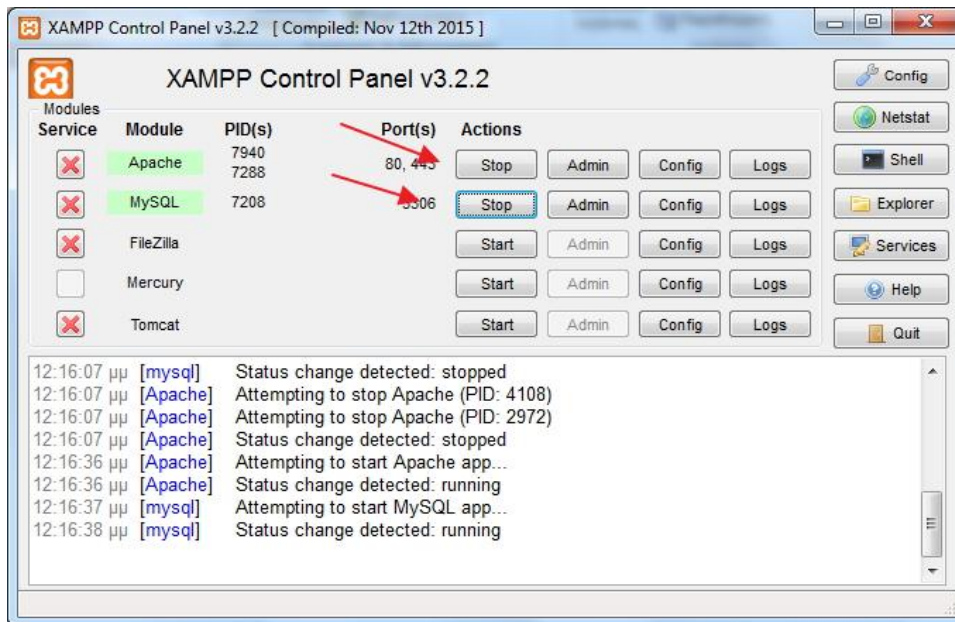 XAMPP Control Panel v3.2.2 [ Compiled: Nov 12th 2015 ]
XAMPP Control Panel v3.2.2
Config
Modules
Service Module PID(s) Port(s) Actions
Netstat
Apache 7940 7288 80, 443 Stop Admin Config Logs
Shell
MySQL 7208 3306 Stop Admin Config Logs
Explorer
FileZilla Start Admin Config Logs
Services
Mercury Start Admin Config Logs
Help
Tomcat Start Admin Config Logs
Quit
12:16:07 μμ [mysql] Status change detected: stopped
12:16:07 μμ [Apache] Attempting to stop Apache (PID: 4108)
12:16:07 μμ [Apache] Attempting to stop Apache (PID: 2972)
12:16:07 μμ [Apache] Status change detected: stopped
12:16:36 μμ [Apache] Attempting to start Apache app...
12:16:36 μμ [Apache] Status change detected: running
12:16:37 μμ [mysql] Attempting to start MySQL app...
12:16:38 μμ [mysql] Status change detected: running